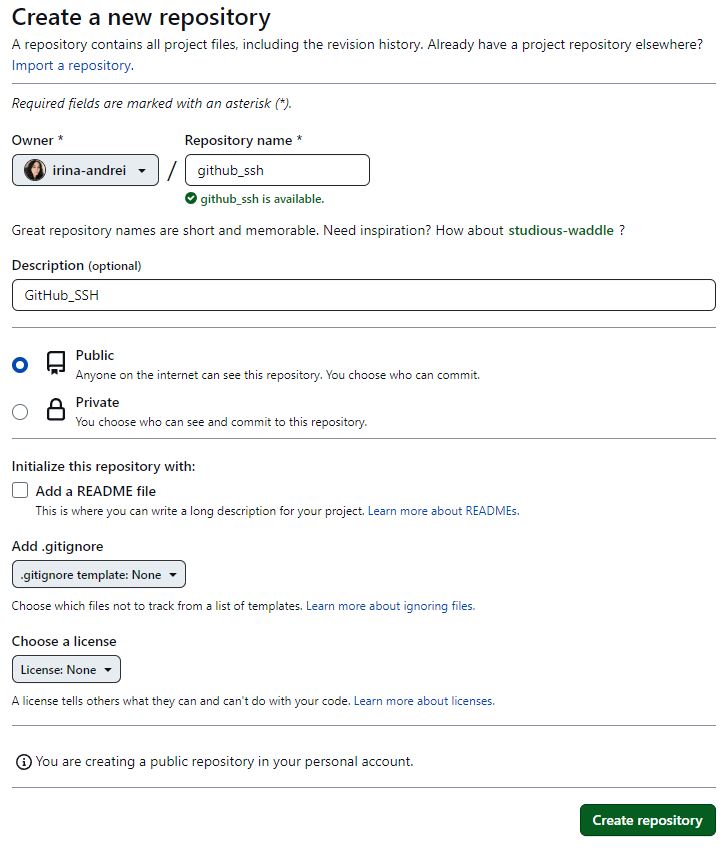 Create a new repository
A repository contains all project files, including the revision history. Already have a project repository elsewhere?
Import a repository.
Required fields are marked with an asterisk (*).
Owner * Repository name *
irina-andrei / github_ssh
github_ssh is available.
Great repository names are short and memorable. Need inspiration? How about studious-waddle ?
Description (optional)
GitHub_SSH
Public
Anyone on the internet can see this repository. You choose who can commit.
Private
You choose who can see and commit to this repository.
Initialize this repository with:
Add a README file
This is where you can write a long description for your project. Learn more about READMEs.
Add .gitignore
.gitignore template: None
Choose which files not to track from a list of templates. Learn more about ignoring files.
Choose a license
License: None
A license tells others what they can and can't do with your code. Learn more about licenses.
You are creating a public repository in your personal account.
Create repository